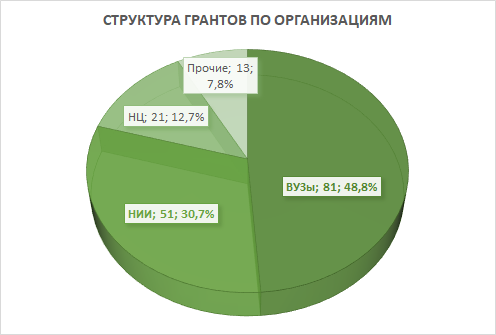 СТРУКТУРА ГРАНТОВ ПО ОРГАНИЗАЦИЯМ
Прочие; 13;
7,8%
НЦ; 21; 12,7%
ВУЗы; 81; 48,8%
НИИ; 51; 30,7%